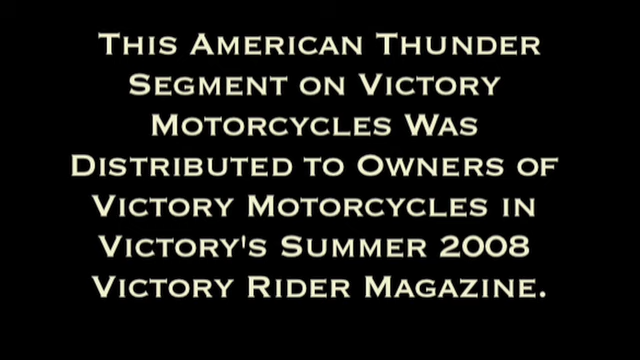 This American Thunder
Segment on Victory
Motorcycles Was
Distributed to Owners of
Victory Motorcycles in
Victory's Summer 2008
Victory Rider Magazine.